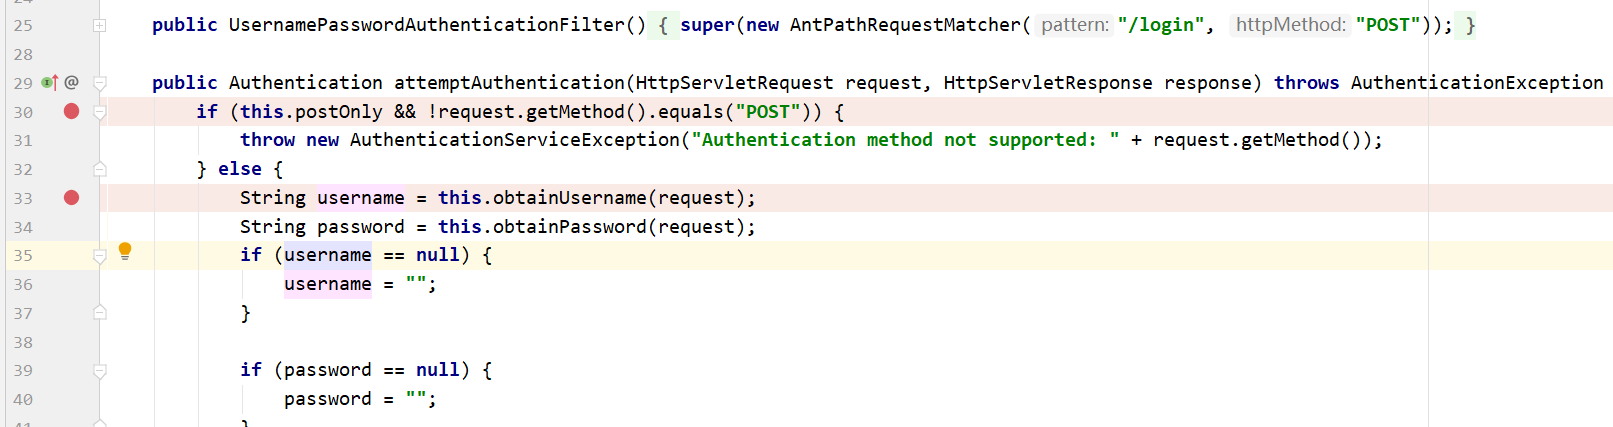 25 public UsernamePasswordAuthenticationFilter() { super(new AntPathRequestMatcher( pattern: "/login", httpMethod: "POST")); }
28
29 @ public Authentication attemptAuthentication(HttpServletRequest request, HttpServletResponse response) throws AuthenticationException
30 if (this.postOnly && !request.getMethod().equals("POST")) {
31 throw new AuthenticationServiceException("Authentication method not supported: " + request.getMethod());
32 } else {
33 String username = this.obtainUsername(request);
34 String password = this.obtainPassword(request);
35 if (username == null) {
36 username = "";
37 }
38
39 if (password == null) {
40 password = "";